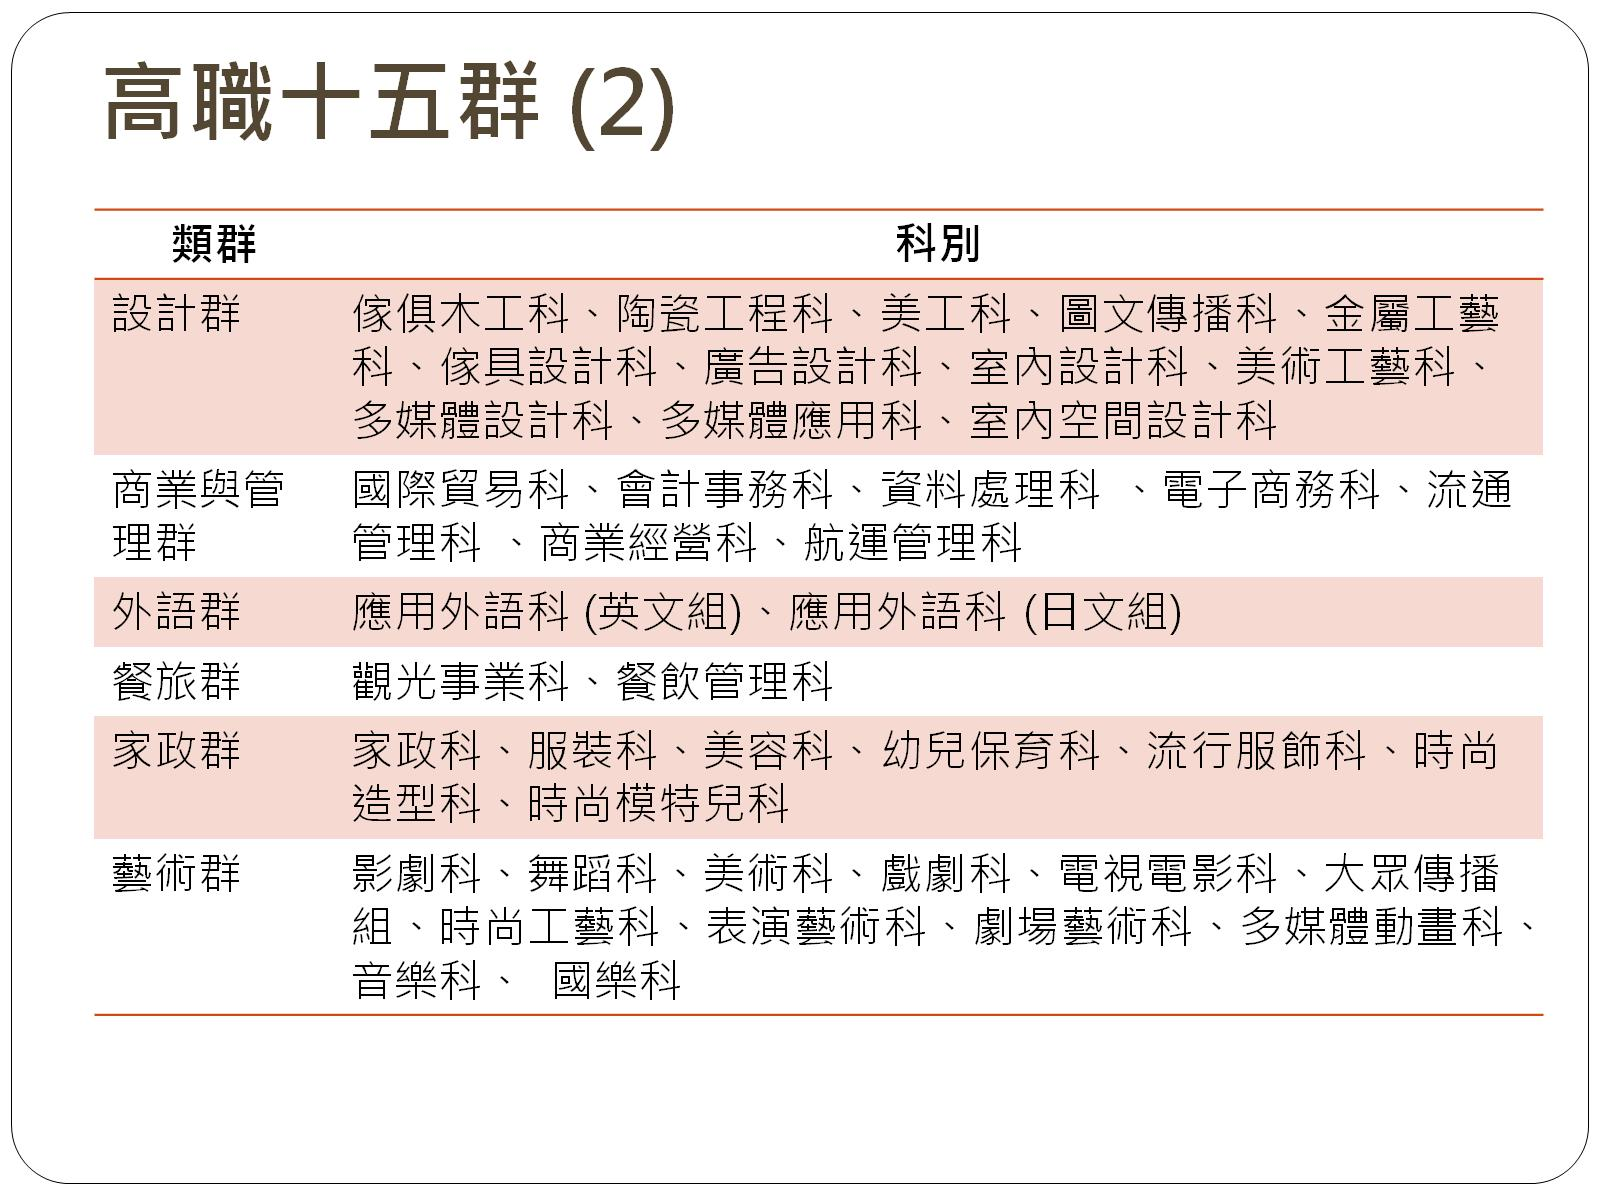 高職十五群 (2)
類群 科別
設計群 傢俱木工科、陶瓷工程科、美工科、圖文傳播科、金屬工藝
科、傢具設計科、廣告設計科、室內設計科、美術工藝科、
多媒體設計科、多媒體應用科、室內空間設計科
商業與管 國際貿易科、會計事務科、資料處理科 、電子商務科、流通
理群 管理科 、商業經營科、航運管理科
外語群 應用外語科 (英文組)、應用外語科 (日文組)
餐旅群 觀光事業科、餐飲管理科
家政群 家政科、服裝科、美容科、幼兒保育科、流行服飾科、時尚
造型科、時尚模特兒科
藝術群 影劇科、舞蹈科、美術科、戲劇科、電視電影科、大眾傳播
組、時尚工藝科、表演藝術科、劇場藝術科、多媒體動畫科、
音樂科、 國樂科